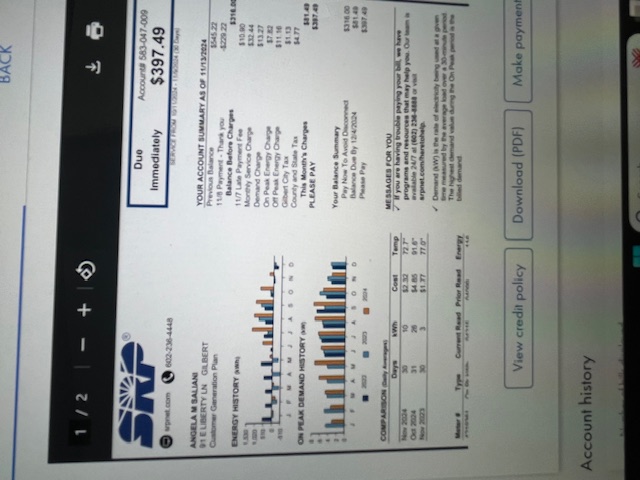 BACK
1 / 2
SRP®
srpnet.com 602-236-4448
Due Immediately
Account# 583-047-009
$397.49
SERVICE FROM 10/11/2024 - 11/9/2024 (30 Days)
ANGELA M SALIANI
91 E LIBERTY LN GILBERT
Customer Generation Plan
ENERGY HISTORY (kWh)
J F M A M J J A S O N D
ON PEAK DEMAND HISTORY (kW)
J F M A M J J A S O N D
2022 2023 2024
COMPARISON (Daily Averages)
Days kWh Cost Temp
Nov 2024 30 10 $2.32 72.7°
Oct 2024 31 26 $4.85 91.6°
Nov 2023 30 3 $1.77 77.0°
Meter # Type Current Read Prior Read Energy
YOUR ACCOUNT SUMMARY AS OF 11/13/2024
Previous Balance $545.22
11/8 Payment - Thank you -$229.22
Balance Before Charges $316.00
11/7 Late Payment Fee $10.90
Monthly Service Charge $32.44
Demand Charge $13.27
On Peak Energy Charge $7.82
Off Peak Energy Charge $11.16
Gilbert City Tax $1.13
County and State Tax $4.77
This Month's Charges $81.49
PLEASE PAY $397.49
Your Balance Summary
Pay Now To Avoid Disconnect $316.00
Balance Due By 12/4/2024 $81.49
Please Pay $397.49
MESSAGES FOR YOU
✓ If you are having trouble paying your bill, we have
programs and resources that may help you. Our team is
available 24/7 at (602) 236-8888 or visit
srpnet.com/heretohelp.
✓ Demand (kW) is the rate of electricity being used at a given
time measured by the average load over a 30-minute period.
The highest demand value during the On Peak period is the
billed demand.
View credit policy
Download (PDF)
Make payment
Account history